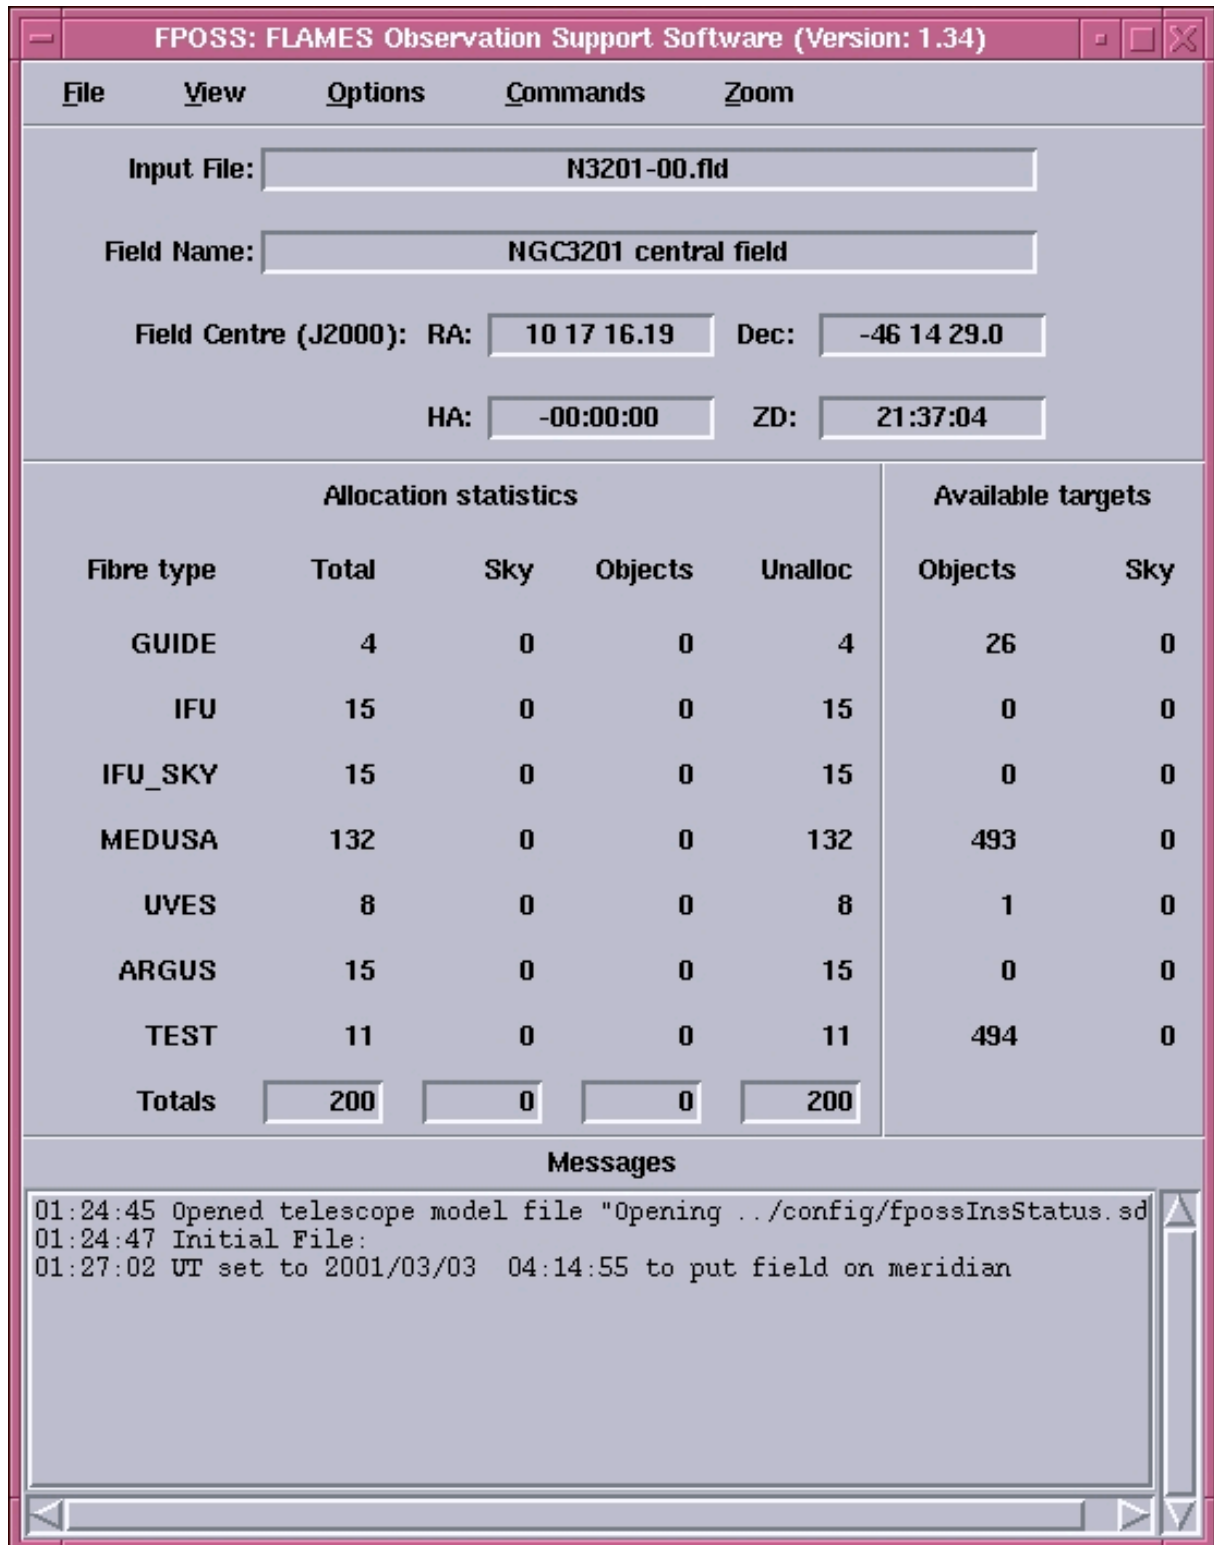 FPOSS: FLAMES Observation Support Software (Version: 1.34)
File View Options Commands Zoom
Input File: N3201-00.fld
Field Name: NGC3201 central field
Field Centre (J2000): RA: 10 17 16.19 Dec: -46 14 29.0
HA: -00:00:00 ZD: 21:37:04
Allocation statistics Available targets
Fibre type Total Sky Objects Unalloc Objects Sky
GUIDE 4 0 0 4 26 0
IFU 15 0 0 15 0 0
IFU_SKY 15 0 0 15 0 0
MEDUSA 132 0 0 132 493 0
UVES 8 0 0 8 1 0
ARGUS 15 0 0 15 0 0
TEST 11 0 0 11 494 0
Totals 200 0 0 200
Messages
01:24:45 Opened telescope model file "Opening ../config/fpossInsStatus.sd
01:24:47 Initial File:
01:27:02 UT set to 2001/03/03 04:14:55 to put field on meridian